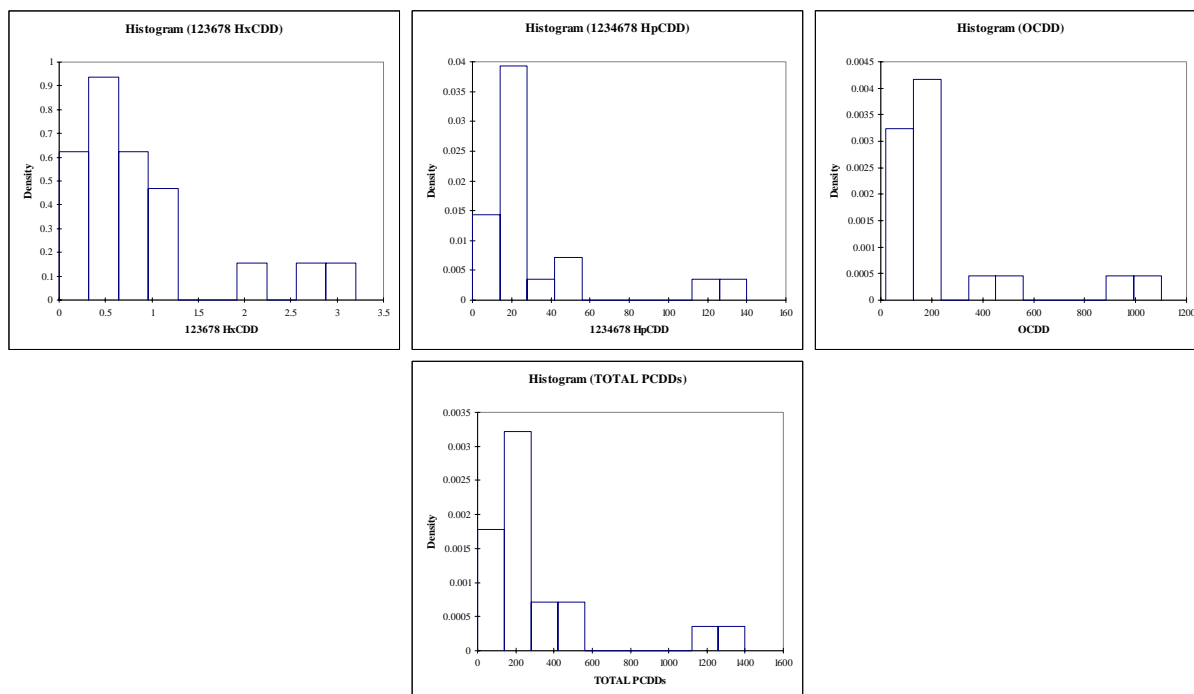 Histogram (123678 HxCDD)
1
0.9
0.8
0.7
0.6
0.5
0.4
0.3
0.2
0.1
0
Density
0 0.5 1 1.5 2 2.5 3 3.5
123678 HxCDD
Histogram (1234678 HpCDD)
0.04
0.035
0.03
0.025
0.02
0.015
0.01
0.005
0
Density
0 20 40 60 80 100 120 140 160
1234678 HpCDD
Histogram (OCDD)
0.0045
0.004
0.0035
0.003
0.0025
0.002
0.0015
0.001
0.0005
0
Density
0 200 400 600 800 1000 1200
OCDD
Histogram (TOTAL PCDDs)
0.0035
0.003
0.0025
0.002
0.0015
0.001
0.0005
0
Density
0 200 400 600 800 1000 1200 1400 1600
TOTAL PCDDs